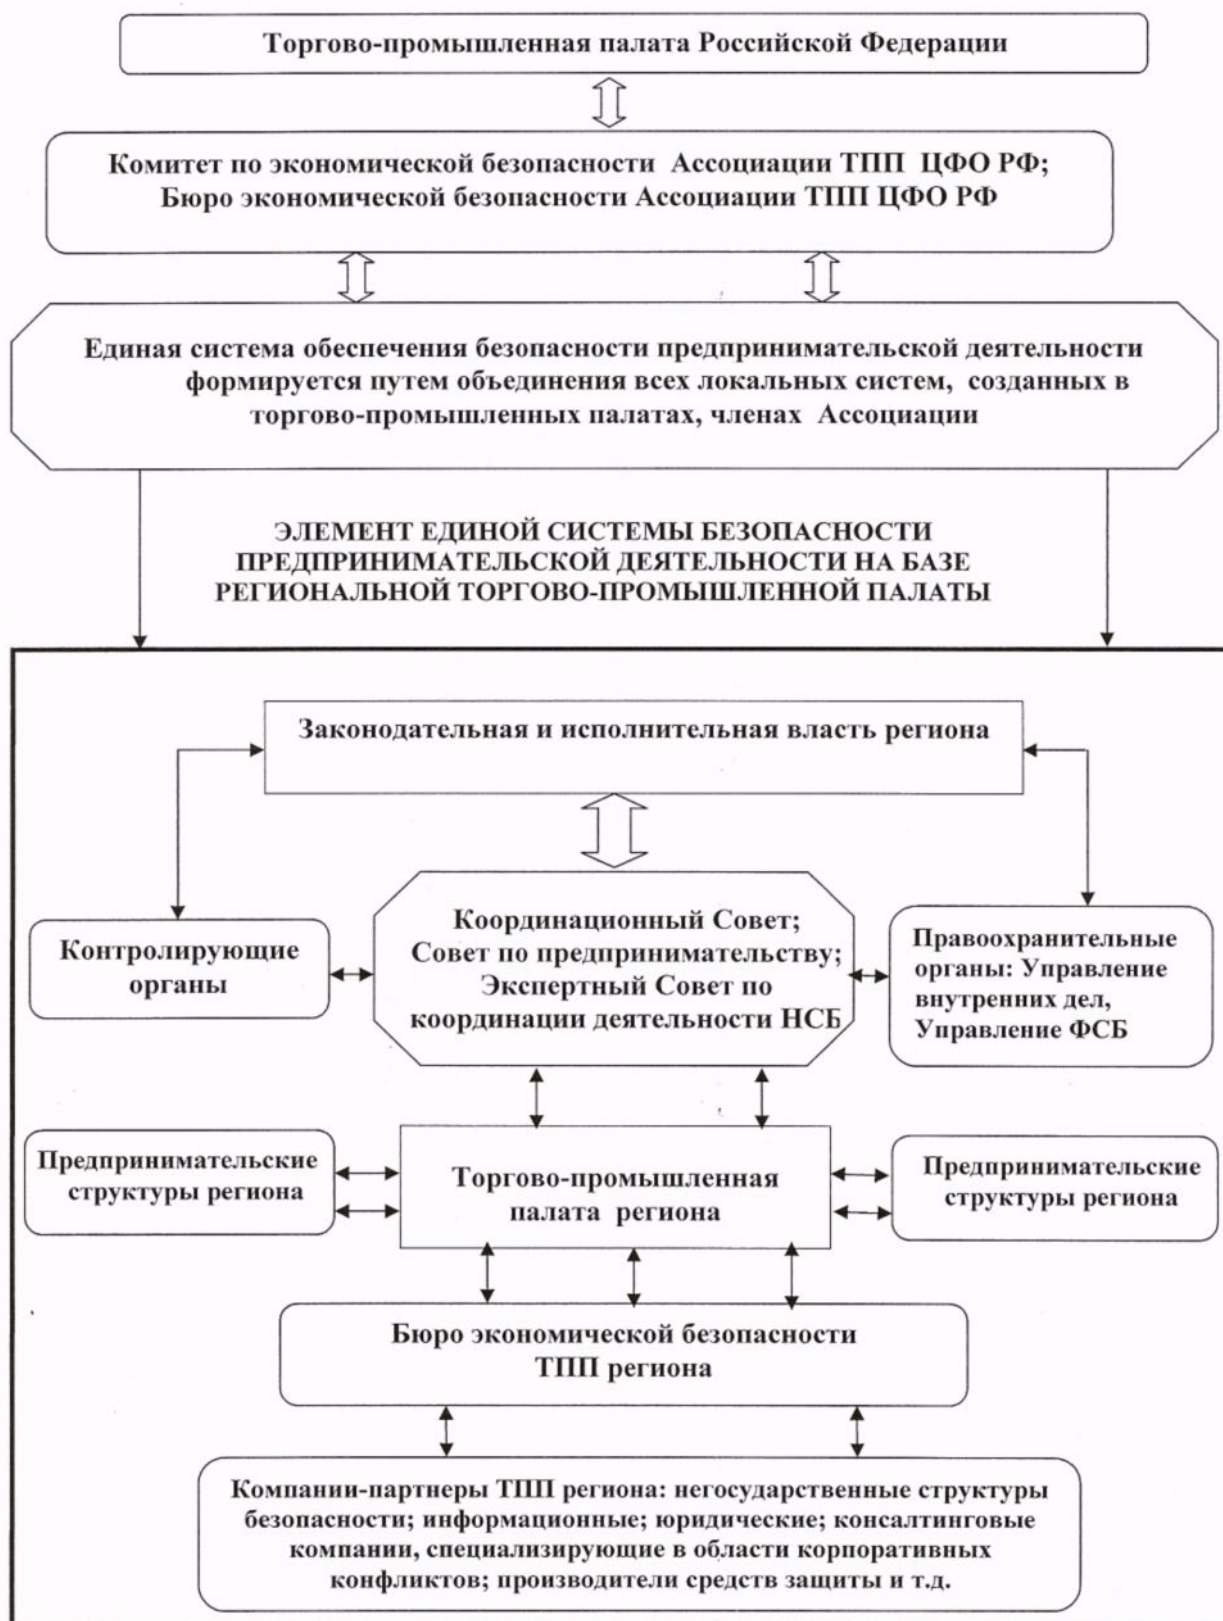 Торгово-промышленная палата Российской Федерации
Комитет по экономической безопасности Ассоциации ТПП ЦФО РФ;
Бюро экономической безопасности Ассоциации ТПП ЦФО РФ
Единая система обеспечения безопасности предпринимательской деятельности
формируется путем объединения всех локальных систем, созданных в
торгово-промышленных палатах, членах Ассоциации
ЭЛЕМЕНТ ЕДИНОЙ СИСТЕМЫ БЕЗОПАСНОСТИ
ПРЕДПРИНИМАТЕЛЬСКОЙ ДЕЯТЕЛЬНОСТИ НА БАЗЕ
РЕГИОНАЛЬНОЙ ТОРГОВО-ПРОМЫШЛЕННОЙ ПАЛАТЫ
Законодательная и исполнительная власть региона
Контролирующие
органы
Координационный Совет;
Совет по предпринимательству;
Экспертный Совет по
координации деятельности НСБ
Правоохранительные
органы: Управление
внутренних дел,
Управление ФСБ
Предпринимательские
структуры региона
Торгово-промышленная
палата региона
Предпринимательские
структуры региона
Бюро экономической безопасности
ТПП региона
Компании-партнеры ТПП региона: негосударственные структуры
безопасности; информационные; юридические; консалтинговые
компании, специализирующие в области корпоративных
конфликтов; производители средств защиты и т.д.